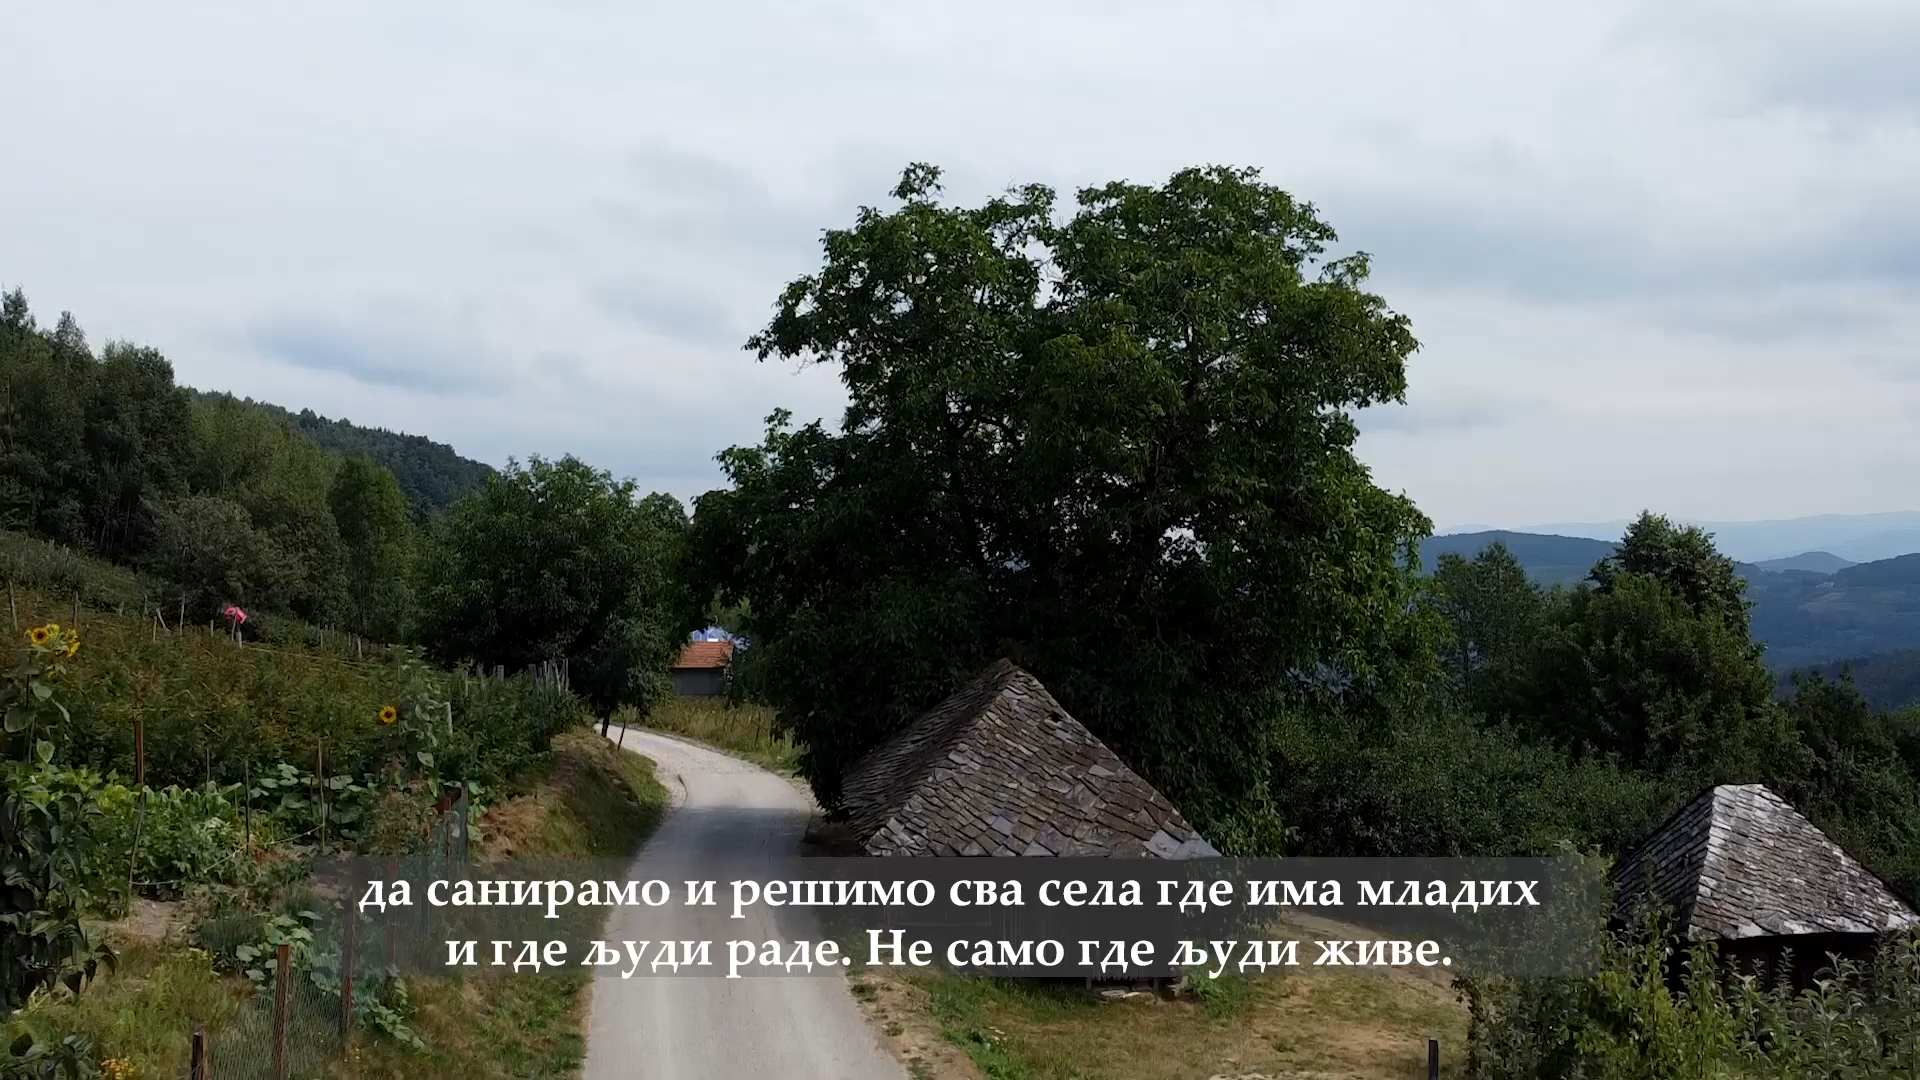 да санирамо и решимо сва села где има младих
и где људи раде. Не само где људи живе.